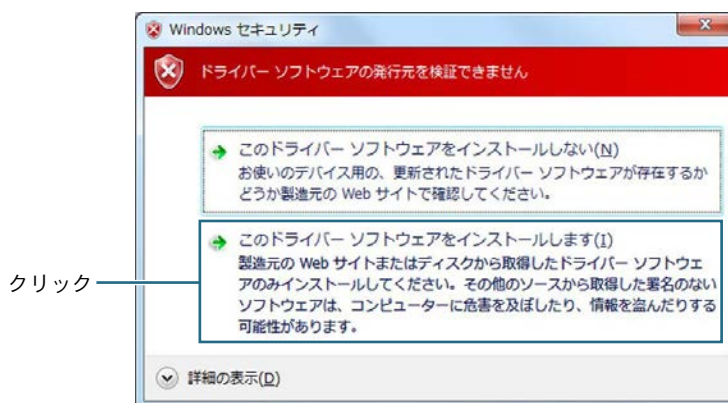 Windows セキュリティ
ドライバー ソフトウェアの発行元を検証できません
このドライバー ソフトウェアをインストールしない(N)
お使いのデバイス用の、更新されたドライバー ソフトウェアが存在するか
どうか製造元の Web サイトで確認してください。
このドライバー ソフトウェアをインストールします(I)
製造元の Web サイトまたはディスクから取得したドライバー ソフトウェ
アのみインストールしてください。その他のソースから取得した署名のない
ソフトウェアは、コンピューターに危害を及ぼしたり、情報を盗んだりする
可能性があります。
クリック
詳細の表示(D)